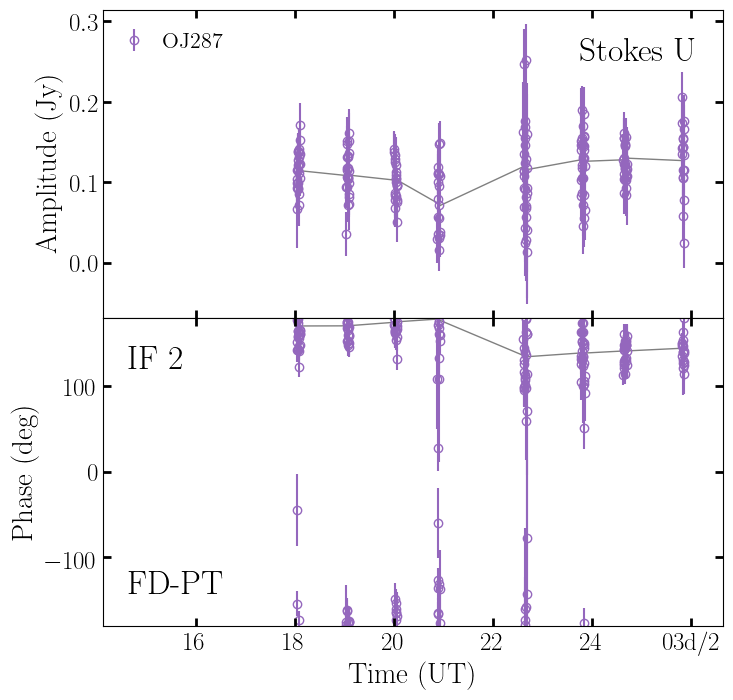 0.3
OJ287
Stokes U
0.2
0.1
0.0
Amplitude (Jy)
IF 2
100
0
−100
Phase (deg)
FD-PT
16 18 20 22 24 03d/2
Time (UT)